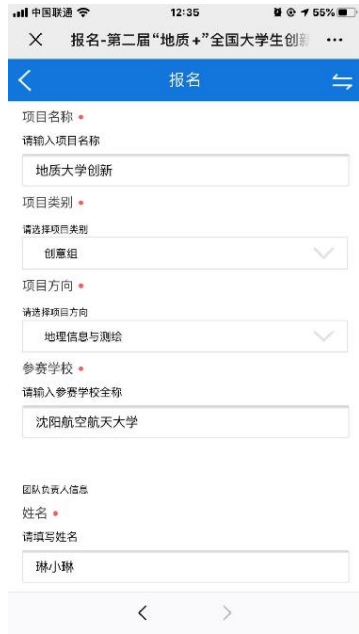 中国联通 12:35 55%
报名-第二届“地质+”全国大学生创新
报名
项目名称
请输入项目名称
地质大学创新
项目类别
请选择项目类别
创意组
项目方向
请选择项目方向
地理信息与测绘
参赛学校
请输入参赛学校全称
沈阳航空航天大学
团队负责人信息
姓名
请填写姓名
琳小琳